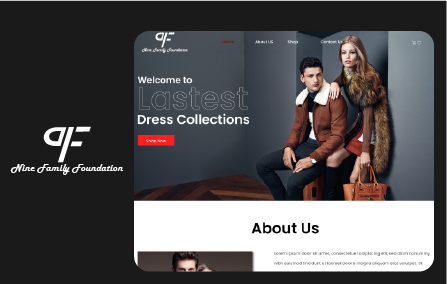 Nine Family Foundation
Nine Family Foundation
Home
About US
Shop
Contact Us
Welcome to
Lastest
Dress Collections
Shop Now
About Us
Lorem ipsum dolor sit amet, consectetuer adipiscing elit, sed diam nonummy
nibh euismod tincidunt ut laoreet dolore magna aliquam erat volutpat. Ut